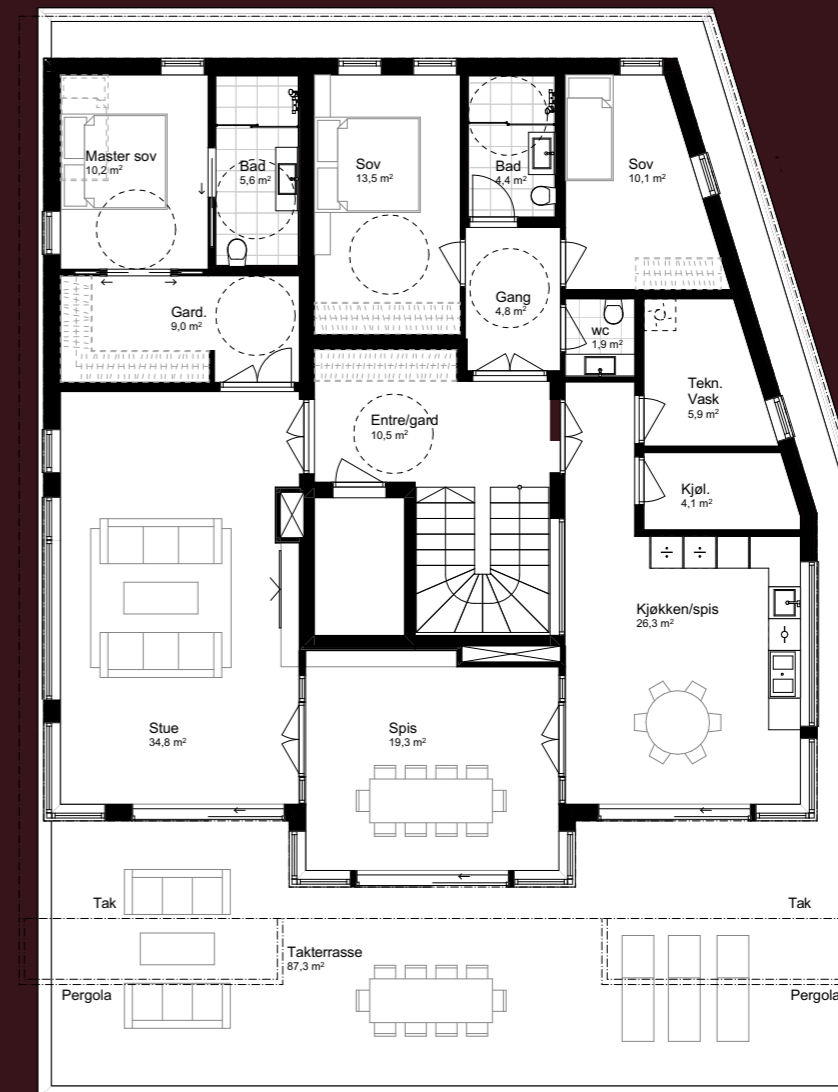 Master sov
10,2 m²
Bad
5,6 m²
Sov
13,5 m²
Bad
4,4 m²
Sov
10,1 m²
Gard.
9,0 m²
Gang
4,8 m²
wc
1,9 m²
Tekn.
Vask
5,9 m²
Entre/gard
10,5 m²
Kjøl.
4,1 m²
Kjøkken/spis
26,3 m²
Stue
34,8 m²
Spis
19,3 m²
Tak
Tak
Takterrasse
87,3 m²
Pergola
Pergola